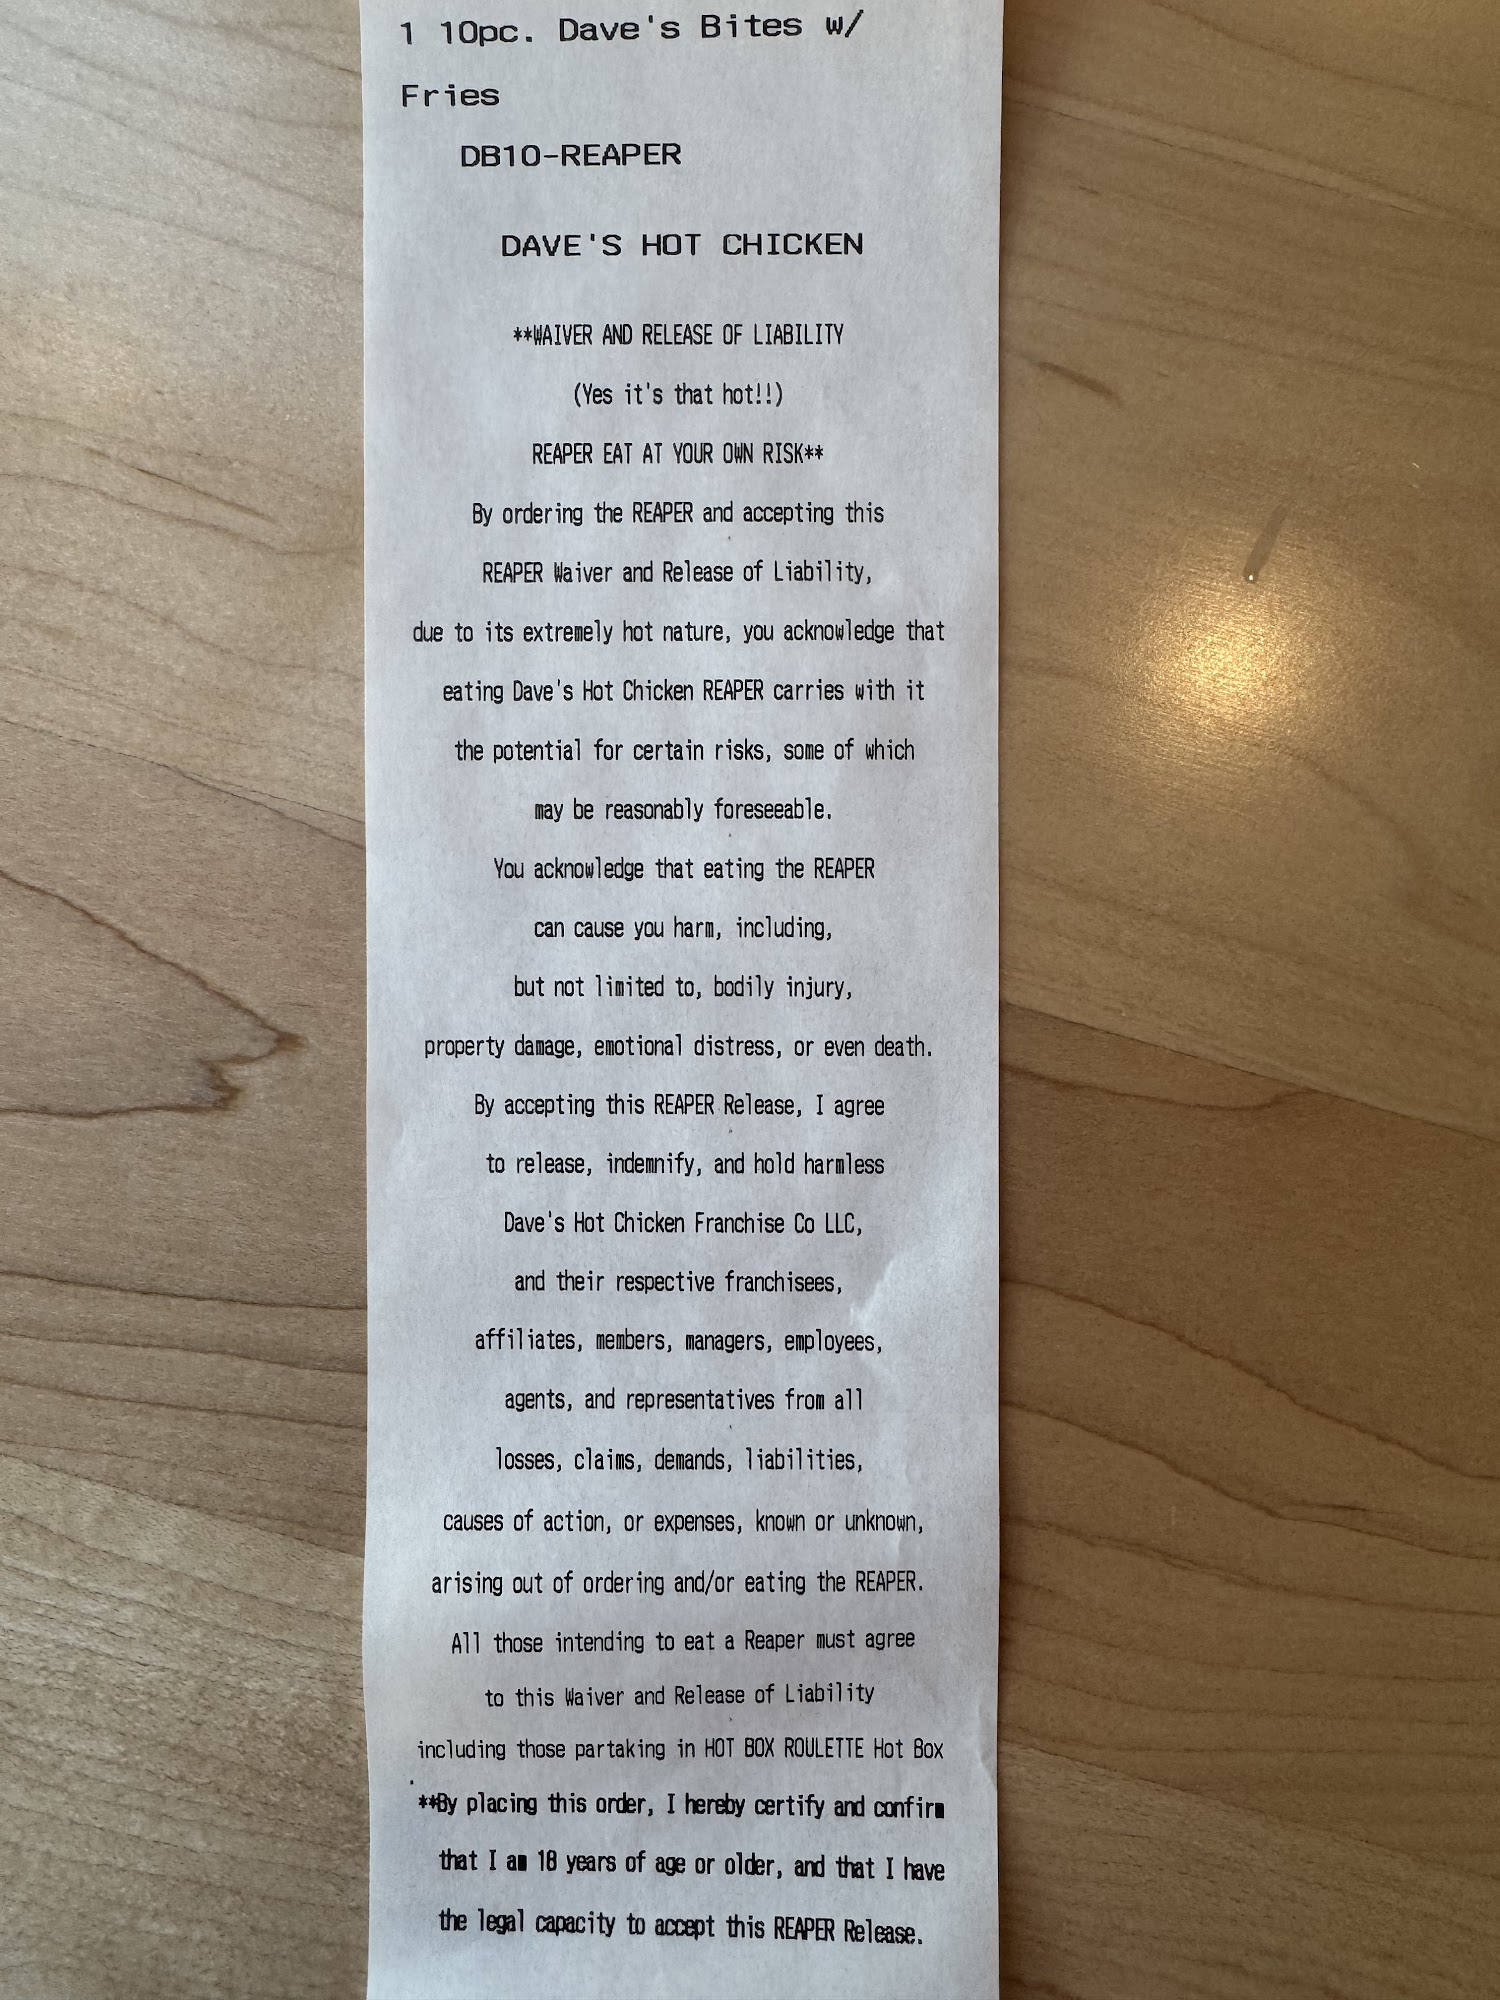 1 10pc. Dave's Bites w/
Fries
DB10-REAPER
DAVE'S HOT CHICKEN
**WAIVER AND RELEASE OF LIABILITY
(Yes it's that hot!!)
REAPER EAT AT YOUR OWN RISK**
By ordering the REAPER and accepting this
REAPER Waiver and Release of Liability,
due to its extremely hot nature, you acknowledge that
eating Dave's Hot Chicken REAPER carries with it
the potential for certain risks, some of which
may be reasonably foreseeable.
You acknowledge that eating the REAPER
can cause you harm, including,
but not limited to, bodily injury,
property damage, emotional distress, or even death.
By accepting this REAPER Release, I agree
to release, indemnify, and hold harmless
Dave's Hot Chicken Franchise Co LLC,
and their respective franchisees,
affiliates, members, managers, employees,
agents, and representatives from all
losses, claims, demands, liabilities,
causes of action, or expenses, known or unknown,
arising out of ordering and/or eating the REAPER.
All those intending to eat a Reaper must agree
to this Waiver and Release of Liability
including those partaking in HOT BOX ROULETTE Hot Box
**By placing this order, I hereby certify and confirm
that I am 18 years of age or older, and that I have
the legal capacity to accept this REAPER Release.